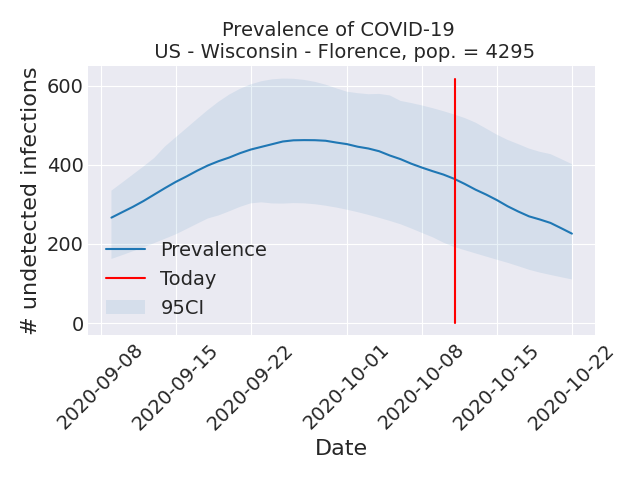 Prevalence of COVID-19
US - Wisconsin - Florence, pop. = 4295
# undetected infections
600
400
200
0
Prevalence
Today
95CI
2020-09-08
2020-09-15
2020-09-22
2020-10-01
2020-10-08
2020-10-15
2020-10-22
Date